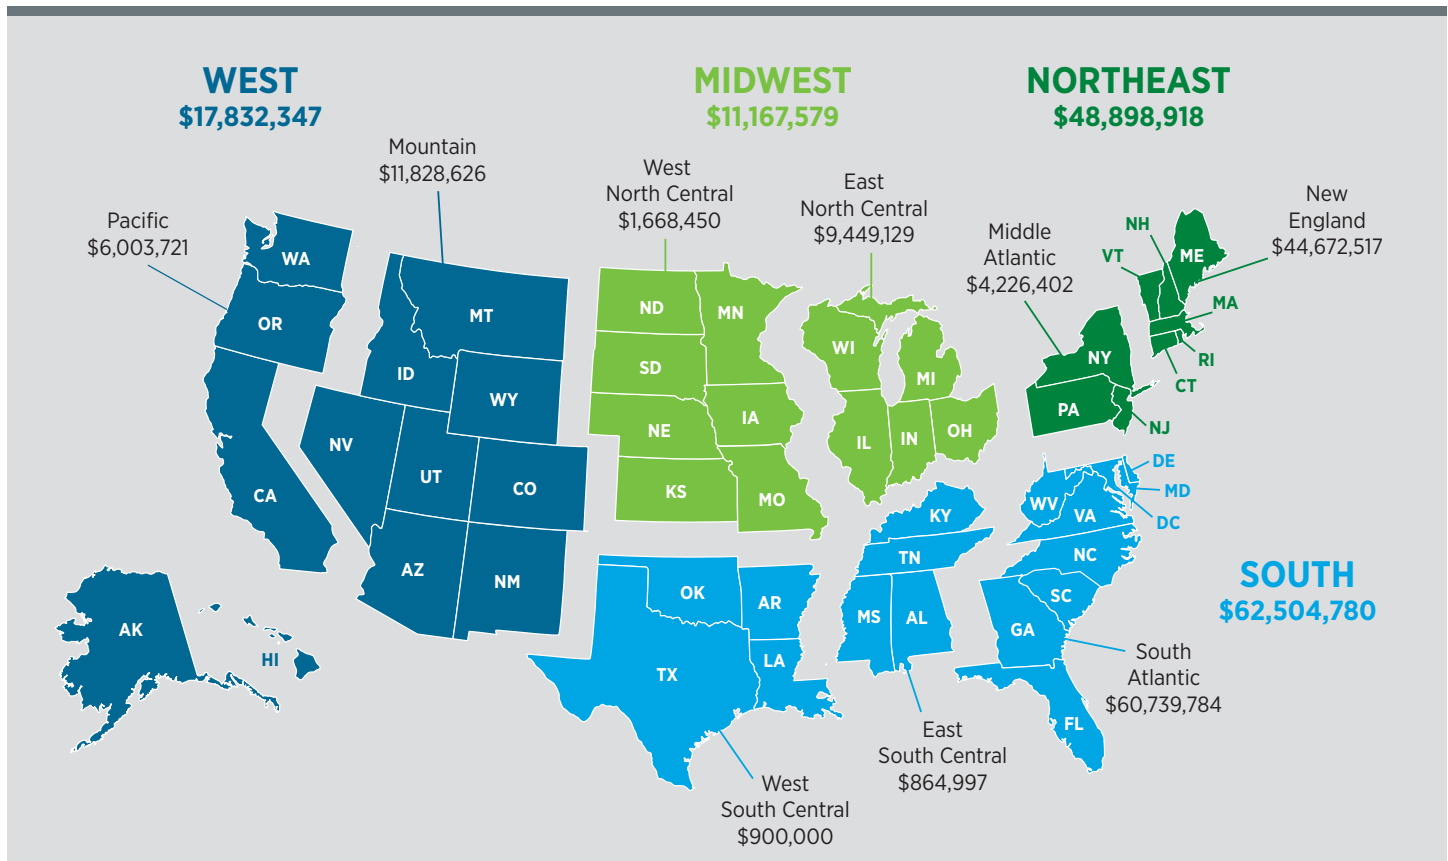 WEST
$17,832,347
MIDWEST
$11,167,579
NORTHEAST
$48,898,918
Mountain
$11,828,626
West
North Central
$1,668,450
East
North Central
$9,449,129
New
England
$44,672,517
Pacific
$6,003,721
Middle
Atlantic
$4,226,402
NH
VT
ME
MA
RI
CT
NY
PA
NJ
WA
OR
MT
ID
WY
NV
UT
CO
CA
AZ
NM
AK
HI
ND
MN
SD
WI
MI
IA
NE
IL
IN
OH
KS
MO
DE
MD
DC
WV
VA
KY
NC
TN
SC
OK
AR
MS
AL
GA
TX
LA
FL
SOUTH
$62,504,780
South
Atlantic
$60,739,784
East
South Central
$864,997
West
South Central
$900,000